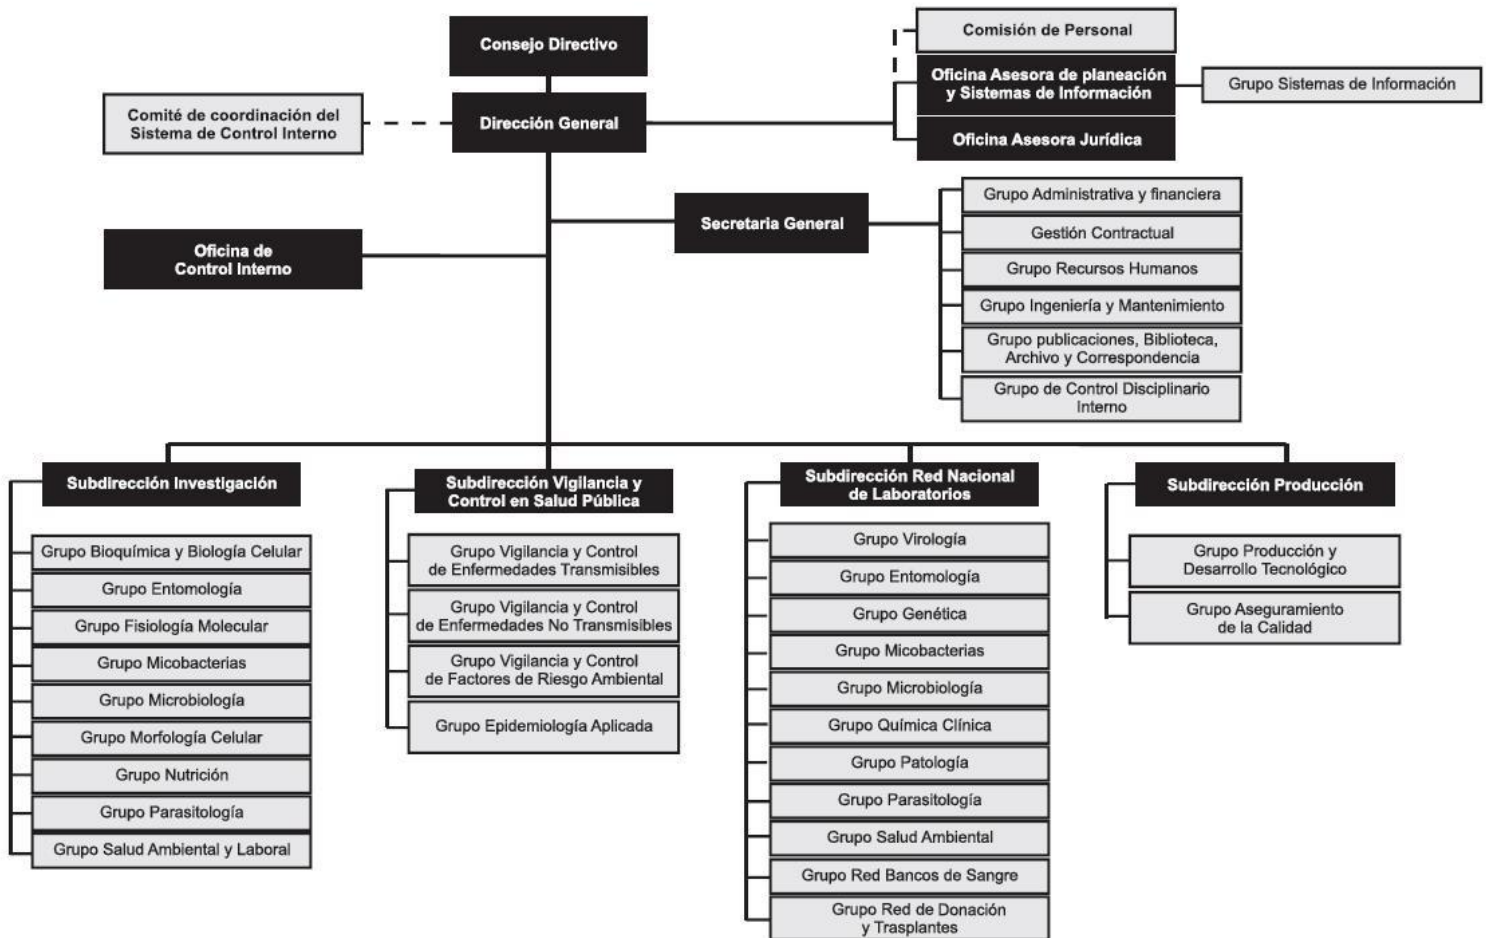 Consejo Directivo
Comisión de Personal
Oficina Asesora de planeación
y Sistemas de Información
Grupo Sistemas de Información
Comité de coordinación del
Sistema de Control Interno
Dirección General
Oficina Asesora Jurídica
Secretaria General
Grupo Administrativa y financiera
Gestión Contractual
Grupo Recursos Humanos
Grupo Ingeniería y Mantenimiento
Grupo publicaciones, Biblioteca,
Archivo y Correspondencia
Grupo de Control Disciplinario
Interno
Oficina de
Control Interno
Subdirección Investigación
Grupo Bioquímica y Biología Celular
Grupo Entomología
Grupo Fisiología Molecular
Grupo Micobacterias
Grupo Microbiología
Grupo Morfología Celular
Grupo Nutrición
Grupo Parasitología
Grupo Salud Ambiental y Laboral
Subdirección Vigilancia y
Control en Salud Pública
Grupo Vigilancia y Control
de Enfermedades Transmisibles
Grupo Vigilancia y Control
de Enfermedades No Transmisibles
Grupo Vigilancia y Control
de Factores de Riesgo Ambiental
Grupo Epidemiología Aplicada
Subdirección Red Nacional
de Laboratorios
Grupo Virología
Grupo Entomología
Grupo Genética
Grupo Micobacterias
Grupo Microbiología
Grupo Química Clínica
Grupo Patología
Grupo Parasitología
Grupo Salud Ambiental
Grupo Red Bancos de Sangre
Grupo Red de Donación
y Trasplantes
Subdirección Producción
Grupo Producción y
Desarrollo Tecnológico
Grupo Aseguramiento
de la Calidad